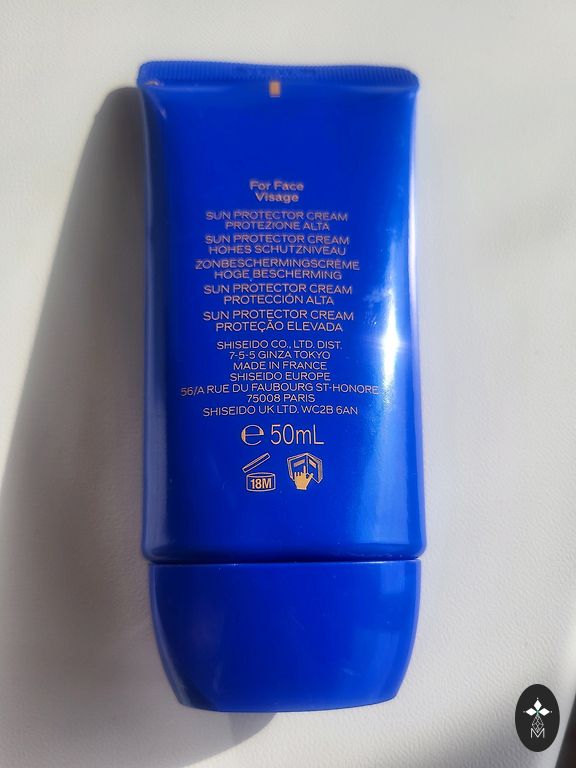 For Face
Visage
SUN PROTECTOR CREAM
PROTEZIONE ALTA
SUN PROTECTOR CREAM
HOHES SCHUTZNIVEAU
ZONBESCHERMINGSCRÈME
HOGE BESCHERMING
SUN PROTECTOR CREAM
PROTECCIÓN ALTA
SUN PROTECTOR CREAM
PROTEÇÃO ELEVADA
SHISEIDO CO., LTD. DIST.
7-5-5 GINZA TOKYO
MADE IN FRANCE
SHISEIDO EUROPE
56/A RUE DU FAUBOURG ST-HONORE
75008 PARIS
SHISEIDO UK LTD. WC2B 6AN
℮ 50mL
18M
M